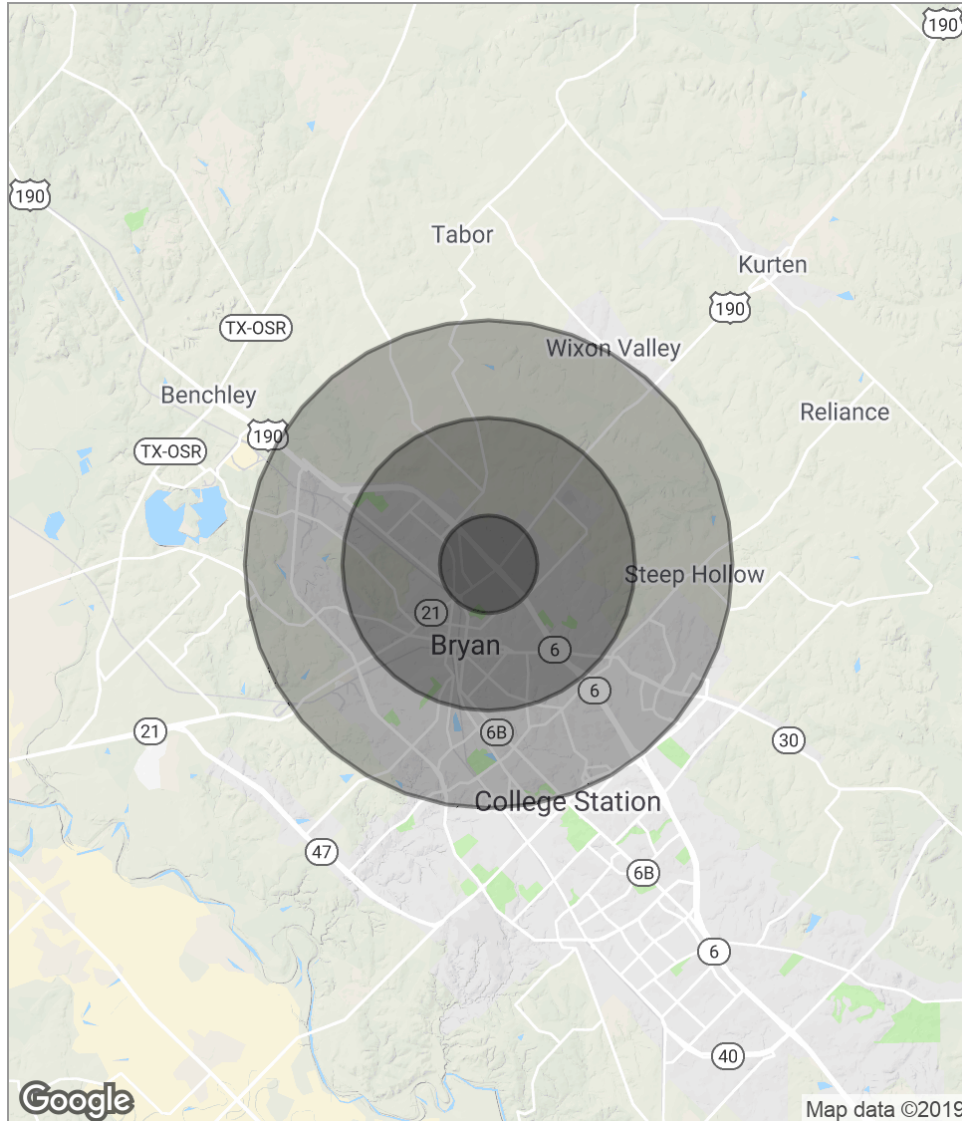 190
190
Tabor
Kurten
190
TX-OSR
Wixon Valley
Benchley
Reliance
190
TX-OSR
Steep Hollow
21
Bryan
6
6
21
6B
30
College Station
47
6B
6
40
Google
Map data ©2019